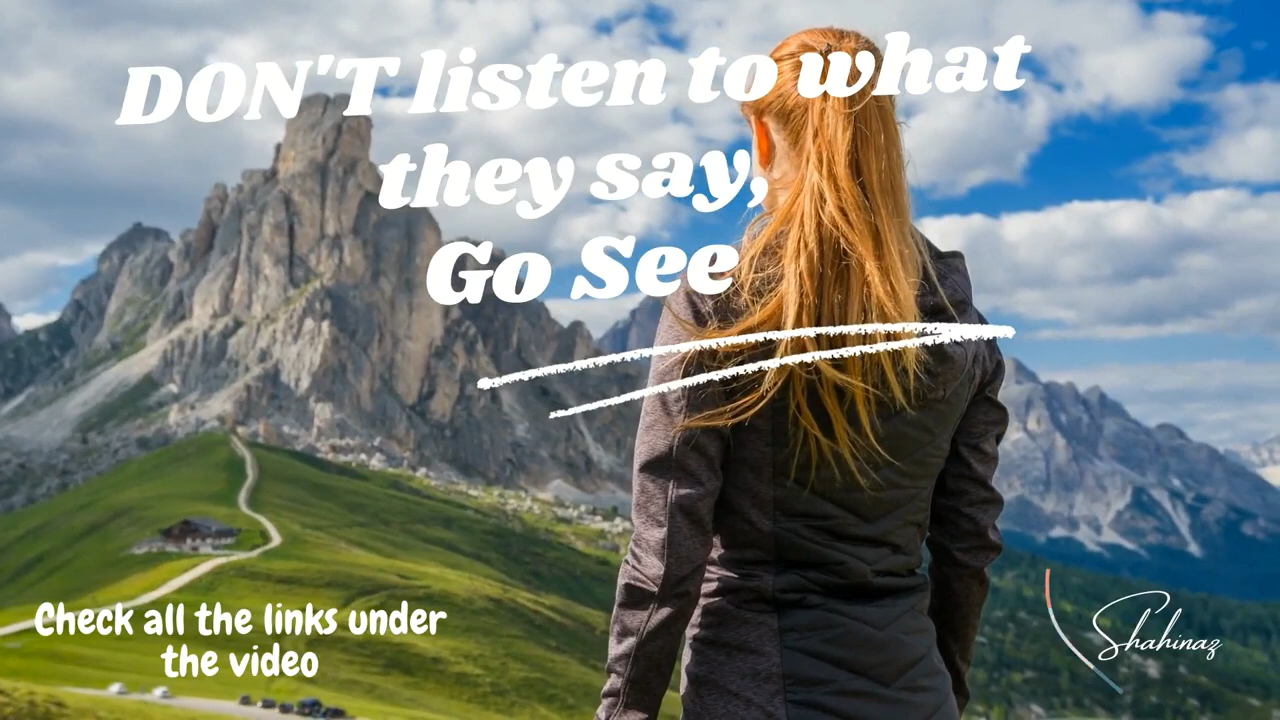 DON'T listen to what
they say,
Go See
Check all the links under
the video
Shahinaz